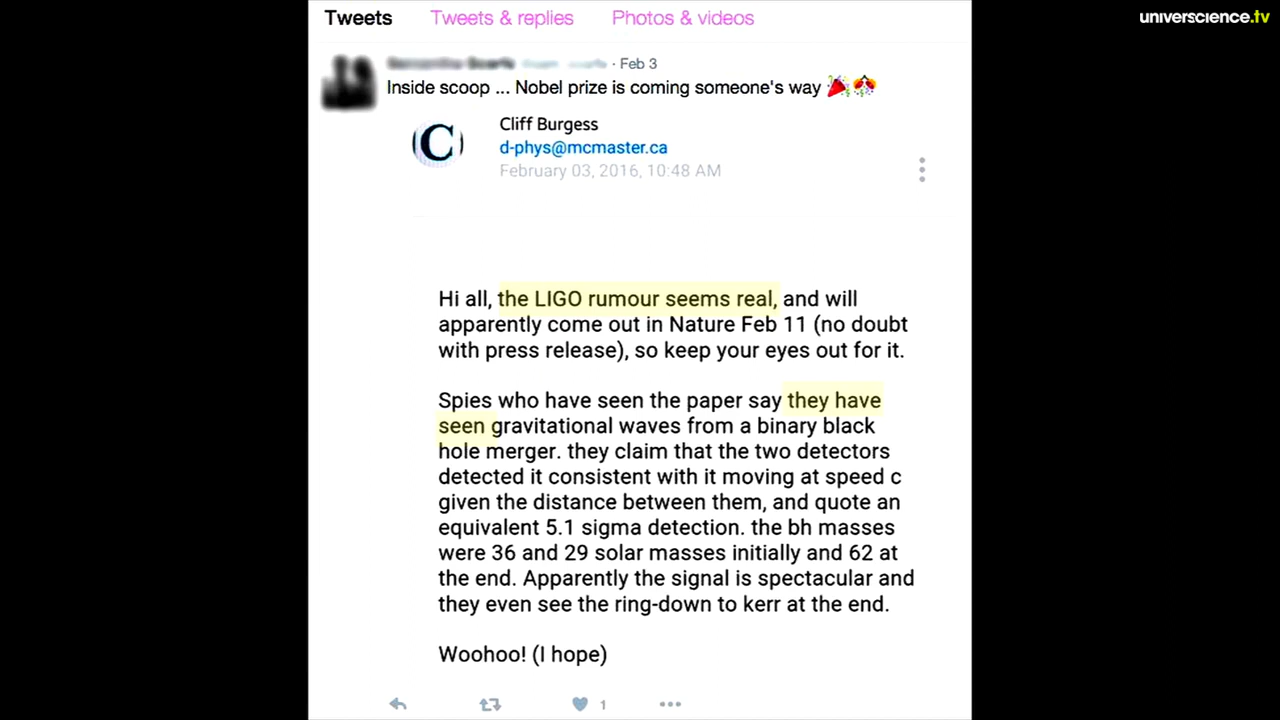 universcience.tv
Tweets Tweets & replies Photos & videos
· Feb 3
Inside scoop ... Nobel prize is coming someone's way 🎉🎊
C
Cliff Burgess
d-phys@mcmaster.ca
February 03, 2016, 10:48 AM
Hi all, the LIGO rumour seems real, and will
apparently come out in Nature Feb 11 (no doubt
with press release), so keep your eyes out for it.
Spies who have seen the paper say they have
seen gravitational waves from a binary black
hole merger. they claim that the two detectors
detected it consistent with it moving at speed c
given the distance between them, and quote an
equivalent 5.1 sigma detection. the bh masses
were 36 and 29 solar masses initially and 62 at
the end. Apparently the signal is spectacular and
they even see the ring-down to kerr at the end.
Woohoo! (I hope)
1